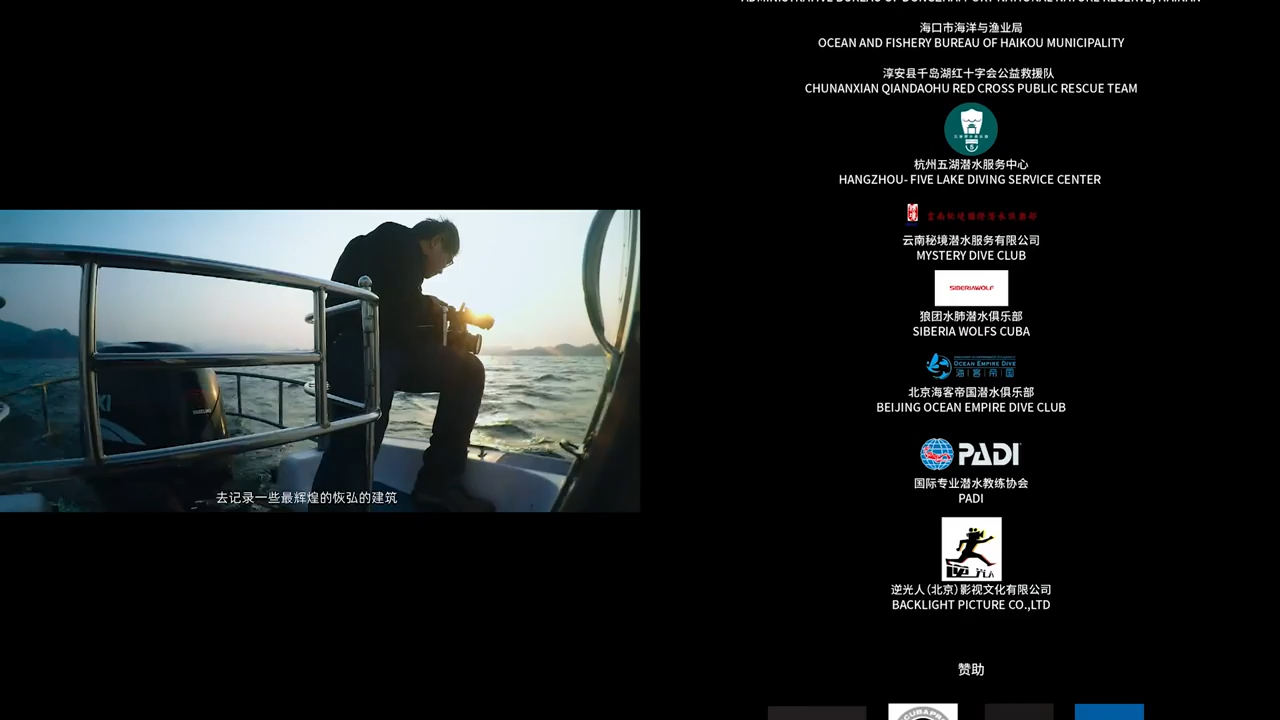 海口市海洋与渔业局
OCEAN AND FISHERY BUREAU OF HAIKOU MUNICIPALITY
淳安县千岛湖红十字会公益救援队
CHUNANXIAN QIANDAOHU RED CROSS PUBLIC RESCUE TEAM
杭州五湖潜水服务中心
HANGZHOU- FIVE LAKE DIVING SERVICE CENTER
云南秘境潜水服务有限公司
MYSTERY DIVE CLUB
SIBERIAWOLF
狼团水肺潜水俱乐部
SIBERIA WOLFS CUBA
OCEAN EMPIRE DIVE
海客帝国
北京海客帝国潜水俱乐部
BEIJING OCEAN EMPIRE DIVE CLUB
PADI
国际专业潜水教练协会
PADI
逆光人
逆光人(北京)影视文化有限公司
BACKLIGHT PICTURE CO.,LTD
赞助
SUZUKI
去记录一些最辉煌的恢弘的建筑